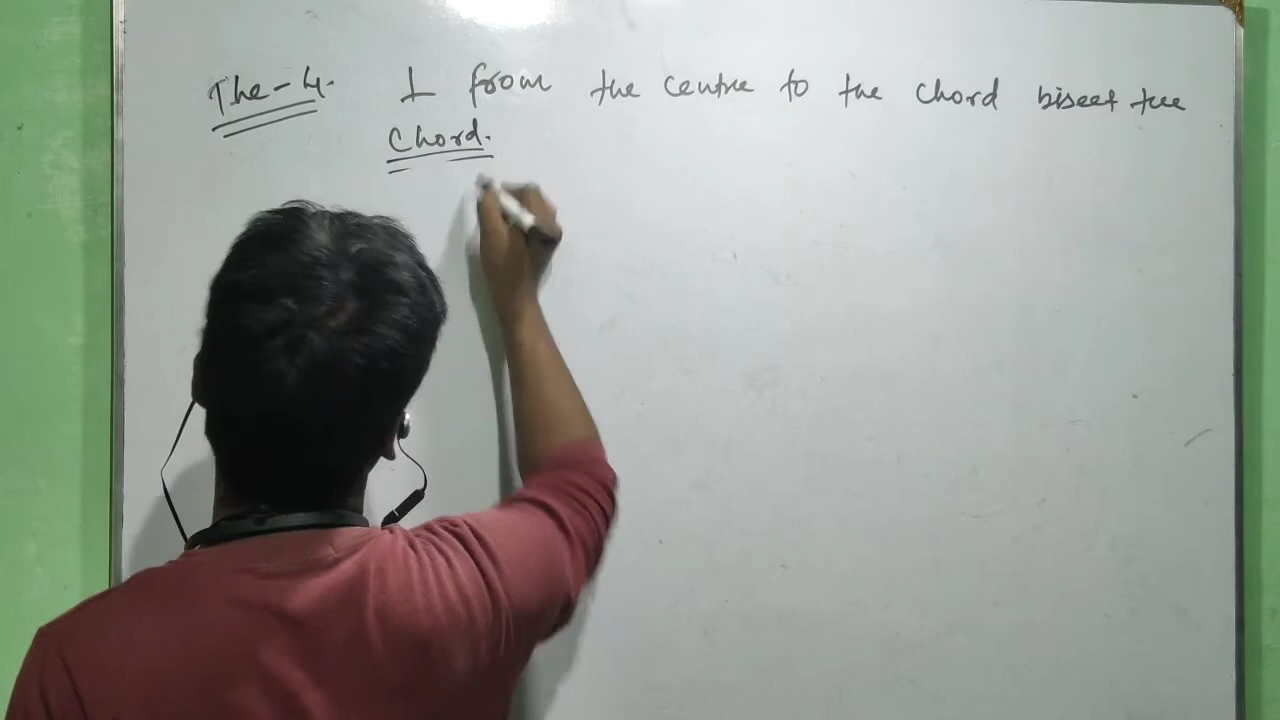 The-4. ⊥ from the centre to the chord bisect the
Chord.